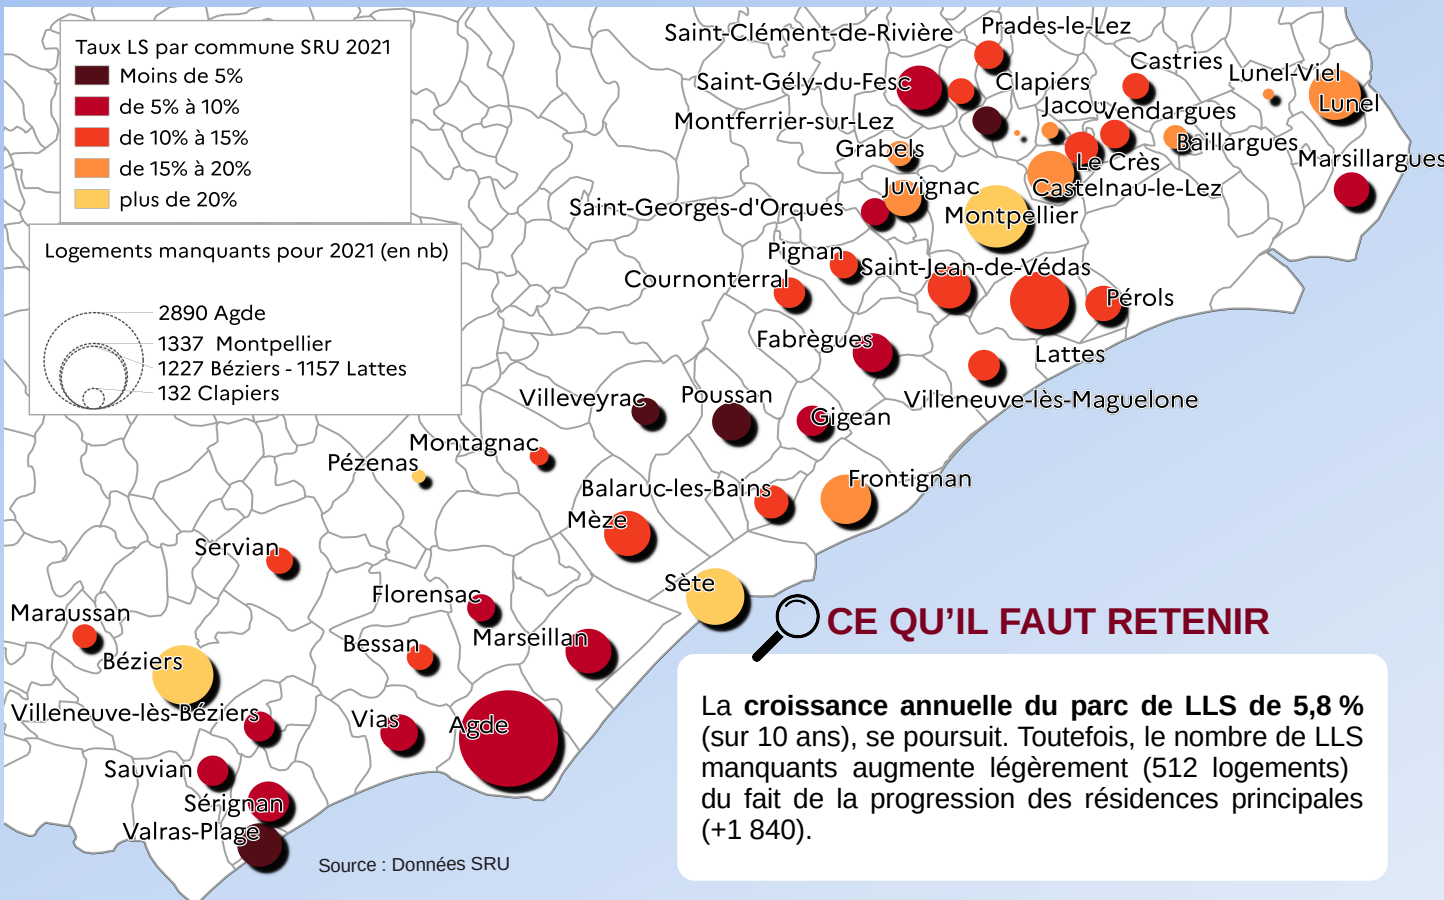 Taux LS par commune SRU 2021
Moins de 5%
de 5% à 10%
de 10% à 15%
de 15% à 20%
plus de 20%
Logements manquants pour 2021 (en nb)
2890 Agde
1337 Montpellier
1227 Béziers - 1157 Lattes
132 Clapiers
Saint-Clément-de-Rivière
Prades-le-Lez
Saint-Gély-du-Fesc
Clapiers
Castries
Lunel-Viel
Lunel
Montferrier-sur-Lez
Jacou
Vendargues
Baillargues
Grabels
Le Crès
Marsillargues
Juvignac
Castelnau-le-Lez
Saint-Georges-d'Orques
Montpellier
Pignan
Saint-Jean-de-Védas
Cournonterral
Pérols
Fabrègues
Lattes
Villeneuve-lès-Maguelone
Villeveyrac
Poussan
Gigean
Montagnac
Pézenas
Balaruc-les-Bains
Frontignan
Mèze
Servian
Sète
Florensac
Maraussan
Bessan
Marseillan
Béziers
Villeneuve-lès-Béziers
Vias
Agde
Sauvian
Sérignan
Valras-Plage
Source : Données SRU
CE QU'IL FAUT RETENIR
La croissance annuelle du parc de LLS de 5,8 %
(sur 10 ans), se poursuit. Toutefois, le nombre de LLS
manquants augmente légèrement (512 logements)
du fait de la progression des résidences principales
(+1 840).